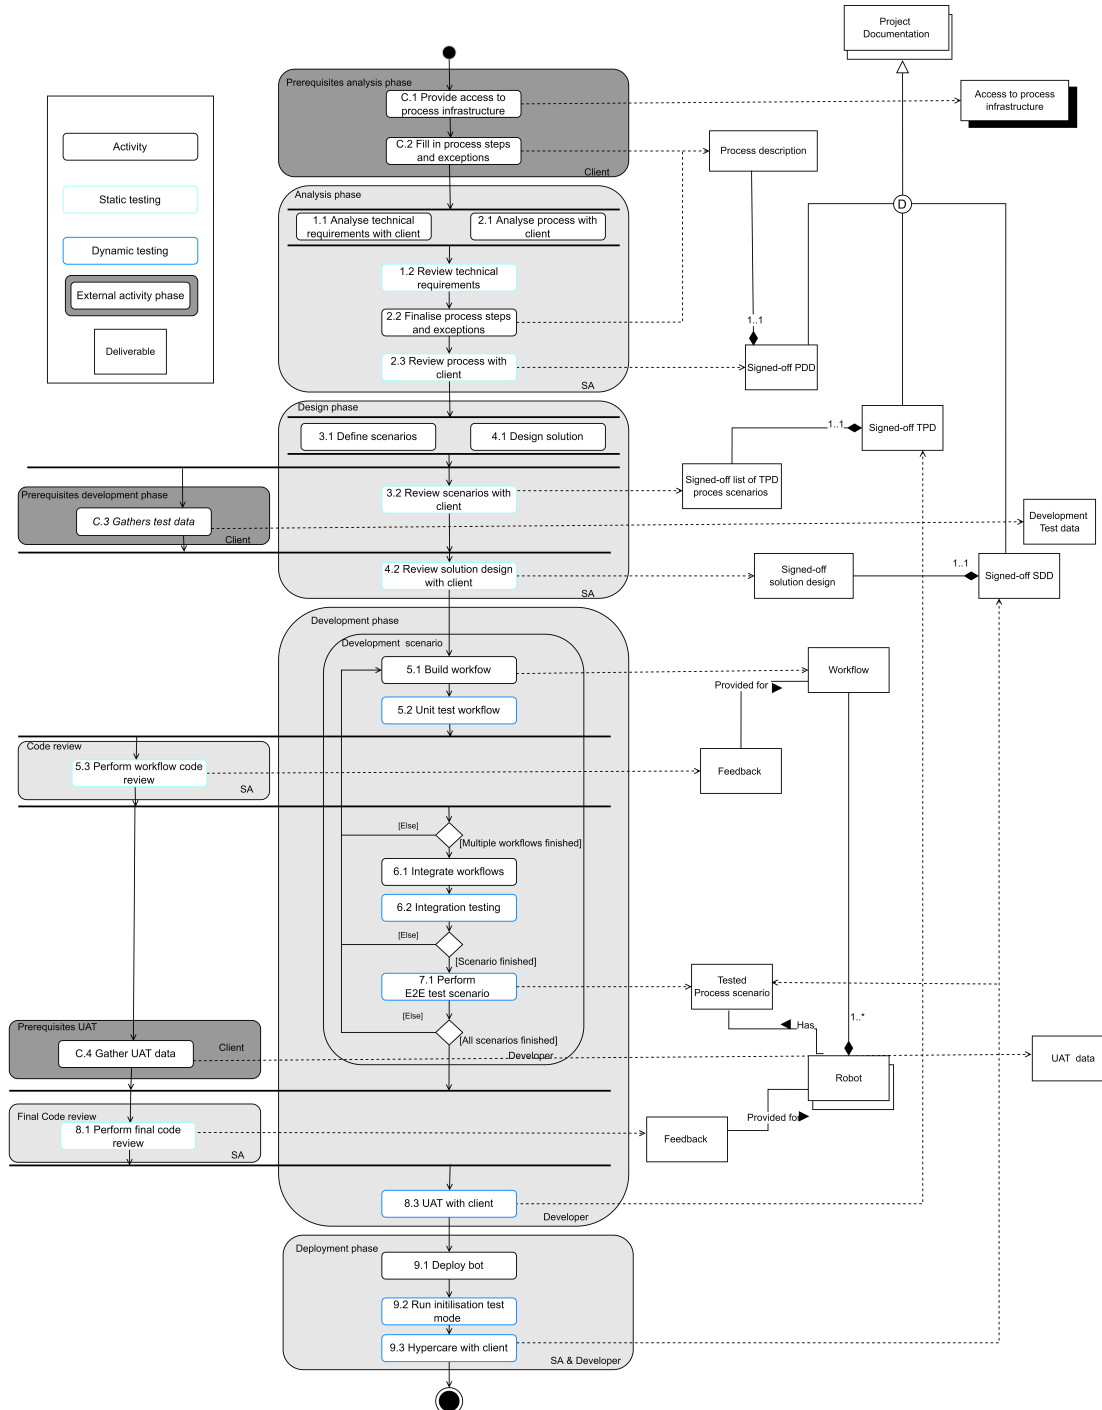 Project
Documentation
Prerequisites analysis phase
C.1 Provide access to
process infrastructure
Access to process
infrastructure
C.2 Fill in process steps
and exceptions
Client
Process description
Activity
Static testing
Dynamic testing
External activity phase
Deliverable
Analysis phase
1.1 Analyse technical
requirements with client
2.1 Analyse process with
client
D
1.2 Review technical
requirements
2.2 Finalise process steps
and exceptions
1..1
2.3 Review process with
client
Signed-off PDD
SA
Design phase
3.1 Define scenarios
4.1 Design solution
1..1
Signed-off TPD
Prerequisites development phase
C.3 Gathers test data
Client
3.2 Review scenarios with
client
Signed-off list of TPD
proces scenarios
Development
Test data
4.2 Review solution design
with client
SA
Signed-off
solution design
1..1
Signed-off SDD
Development phase
Development  scenario
5.1 Build workfow
Workflow
Provided for
5.2 Unit test workflow
Code review
5.3 Perform workflow code
review
SA
Feedback
[Else]
[Multiple workflows finished]
6.1 Integrate workflows
6.2 Integration testing
[Else]
[Scenario finished]
7.1 Perform
E2E test scenario
Tested
Process scenario
[Else]
1..*
Has
Prerequisites UAT
C.4 Gather UAT data
Client
[All scenarios finished]
Developer
UAT  data
Robot
Final Code review
8.1 Perform final code
review
SA
Provided for
Feedback
8.3 UAT with client
Developer
Deployment phase
9.1 Deploy bot
9.2 Run initilisation test
mode
9.3 Hypercare with client
SA & Developer